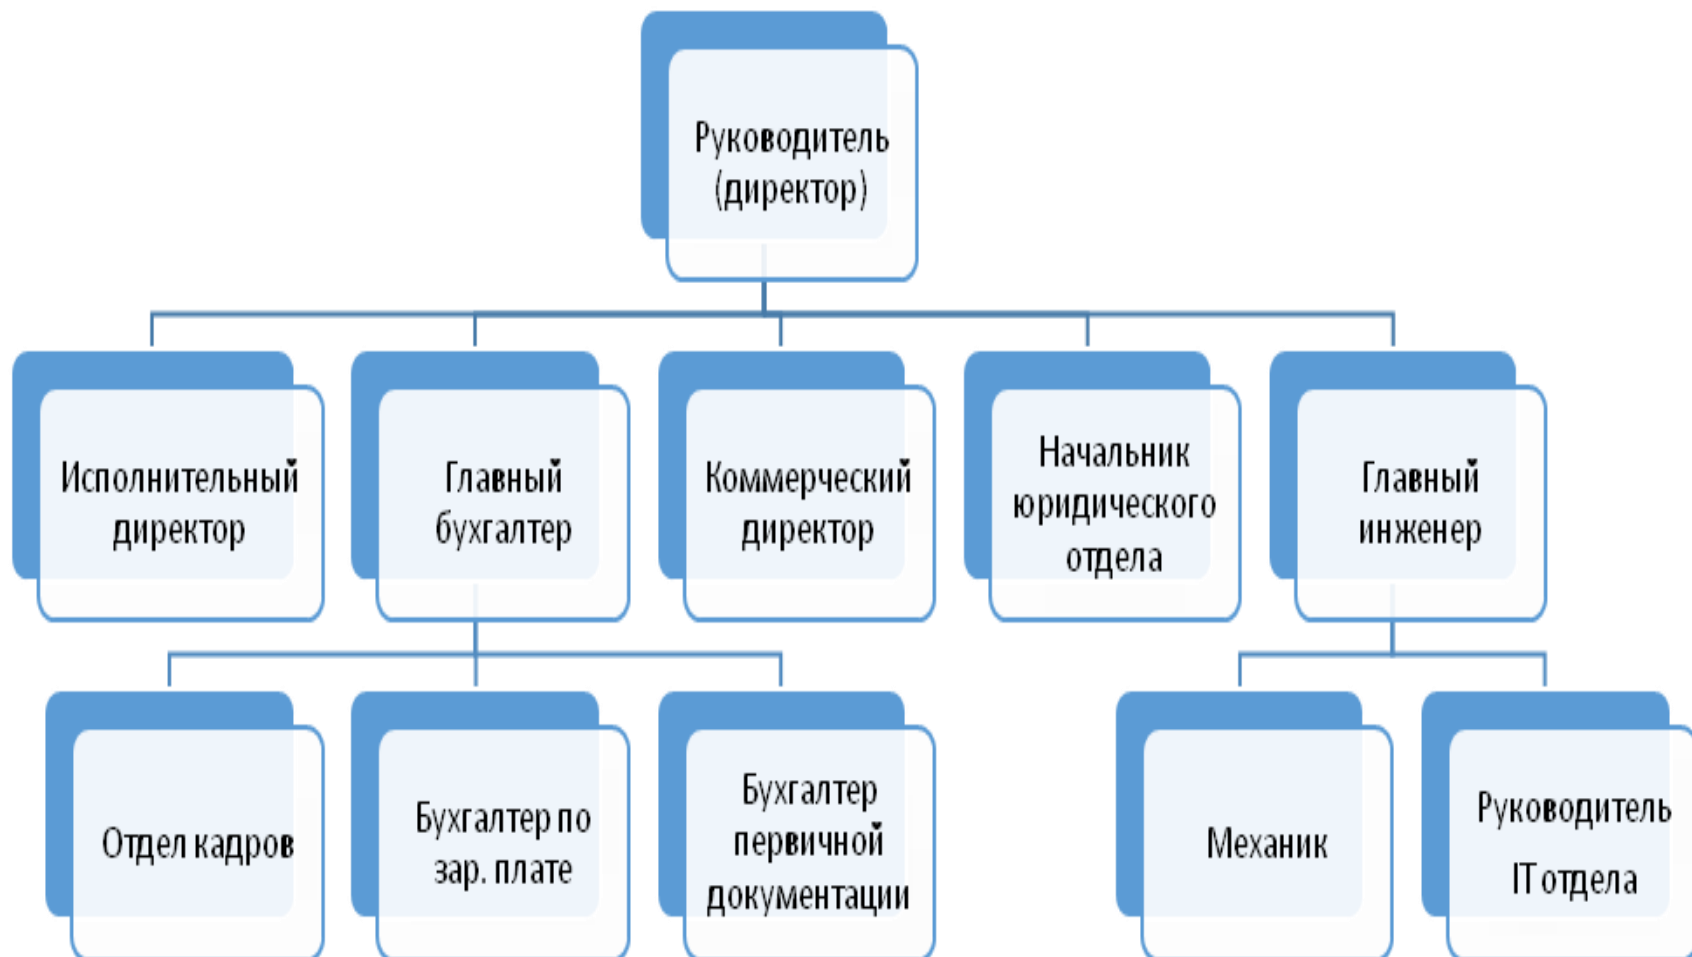 Руководитель
(директор)
Исполнительный
директор
Главный
бухгалтер
Коммерческий
директор
Начальник
юридического
отдела
Главный
инженер
Отдел кадров
Бухгалтер по
зар. плате
Бухгалтер
первичной
документации
Механик
Руководитель
IT отдела